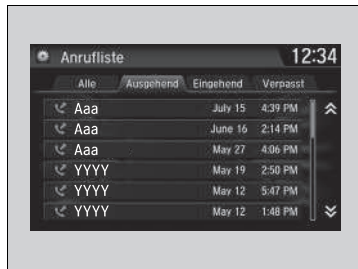 Anrufliste 12:34
Alle Ausgehend Eingehend Verpasst
Aaa July 15 4:39 PM
Aaa June 16 2:14 PM
Aaa May 27 4:06 PM
YYYY May 19 2:50 PM
YYYY May 12 5:47 PM
YYYY May 12 1:48 PM